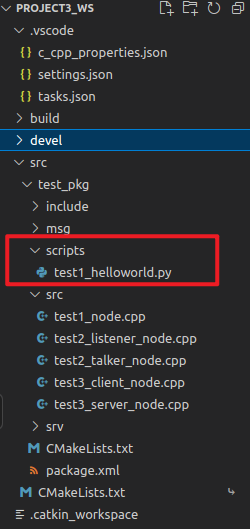 PROJECT3_WS
.vscode
c_cpp_properties.json
settings.json
tasks.json
build
devel
src
test_pkg
include
msg
scripts
test1_helloworld.py
src
test1_node.cpp
test2_listener_node.cpp
test2_talker_node.cpp
test3_client_node.cpp
test3_server_node.cpp
srv
CMakeLists.txt
package.xml
CMakeLists.txt
.catkin_workspace